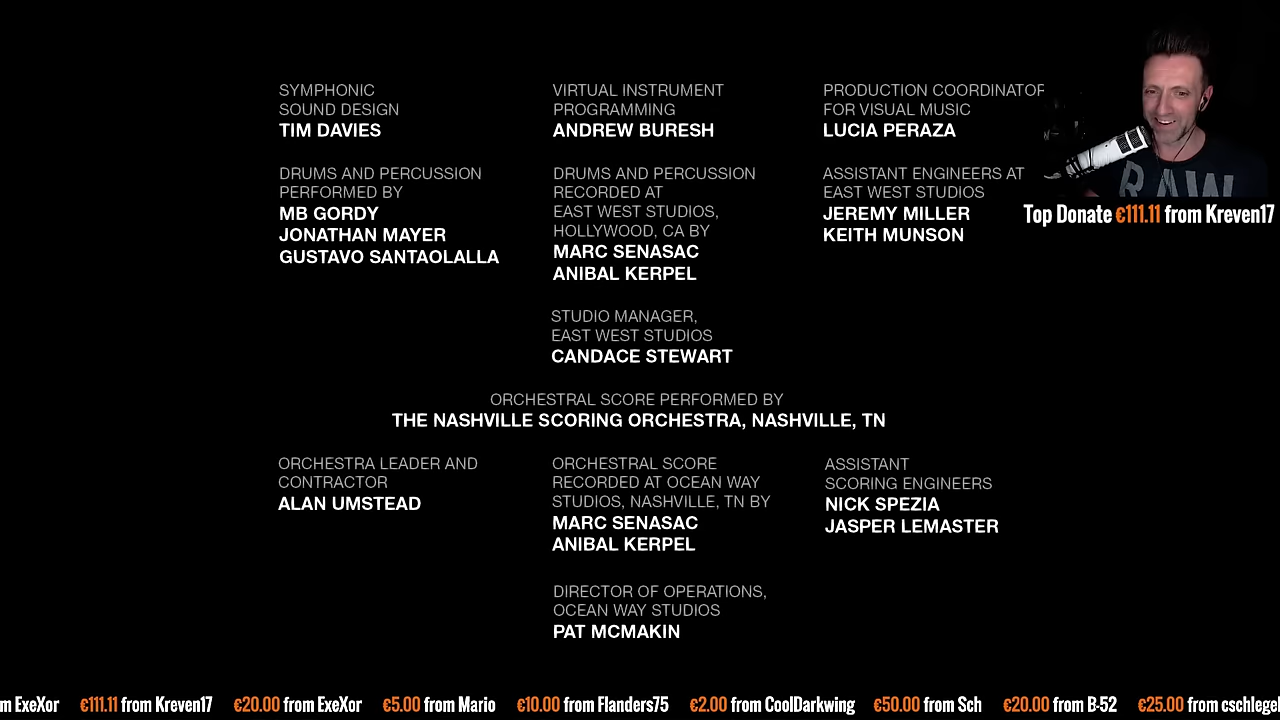 SYMPHONIC
SOUND DESIGN
TIM DAVIES
VIRTUAL INSTRUMENT
PROGRAMMING
ANDREW BURESH
PRODUCTION COORDINATOR
FOR VISUAL MUSIC
LUCIA PERAZA
DRUMS AND PERCUSSION
PERFORMED BY
MB GORDY
JONATHAN MAYER
GUSTAVO SANTAOLALLA
DRUMS AND PERCUSSION
RECORDED AT
EAST WEST STUDIOS,
HOLLYWOOD, CA BY
MARC SENASAC
ANIBAL KERPEL
ASSISTANT ENGINEERS AT
EAST WEST STUDIOS
JEREMY MILLER
KEITH MUNSON
RAW
Top Donate €111.11 from Kreven17
STUDIO MANAGER,
EAST WEST STUDIOS
CANDACE STEWART
ORCHESTRAL SCORE PERFORMED BY
THE NASHVILLE SCORING ORCHESTRA, NASHVILLE, TN
ORCHESTRA LEADER AND
CONTRACTOR
ALAN UMSTEAD
ORCHESTRAL SCORE
RECORDED AT OCEAN WAY
STUDIOS, NASHVILLE, TN BY
MARC SENASAC
ANIBAL KERPEL
ASSISTANT
SCORING ENGINEERS
NICK SPEZIA
JASPER LEMASTER
DIRECTOR OF OPERATIONS,
OCEAN WAY STUDIOS
PAT MCMAKIN
m ExeXor €111.11 from Kreven17 €20.00 from ExeXor €5.00 from Mario €10.00 from Flanders75 €2.00 from CoolDarkwing €50.00 from Sch €20.00 from B-52 €25.00 from cschlege